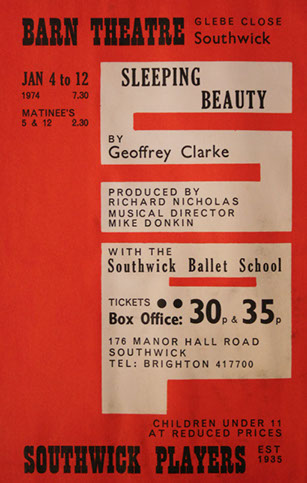 BARN THEATRE
GLEBE CLOSE
Southwick
JAN 4 to 12
1974 7.30
MATINEE'S
5 & 12 2.30
SLEEPING
BEAUTY
BY
Geoffrey Clarke
PRODUCED BY
RICHARD NICHOLAS
MUSICAL DIRECTOR
MIKE DONKIN
WITH THE
Southwick Ballet School
TICKETS
Box Office: 30p & 35p
176 MANOR HALL ROAD
SOUTHWICK
TEL: BRIGHTON 417700
CHILDREN UNDER 11
AT REDUCED PRICES
SOUTHWICK PLAYERS
EST
1935